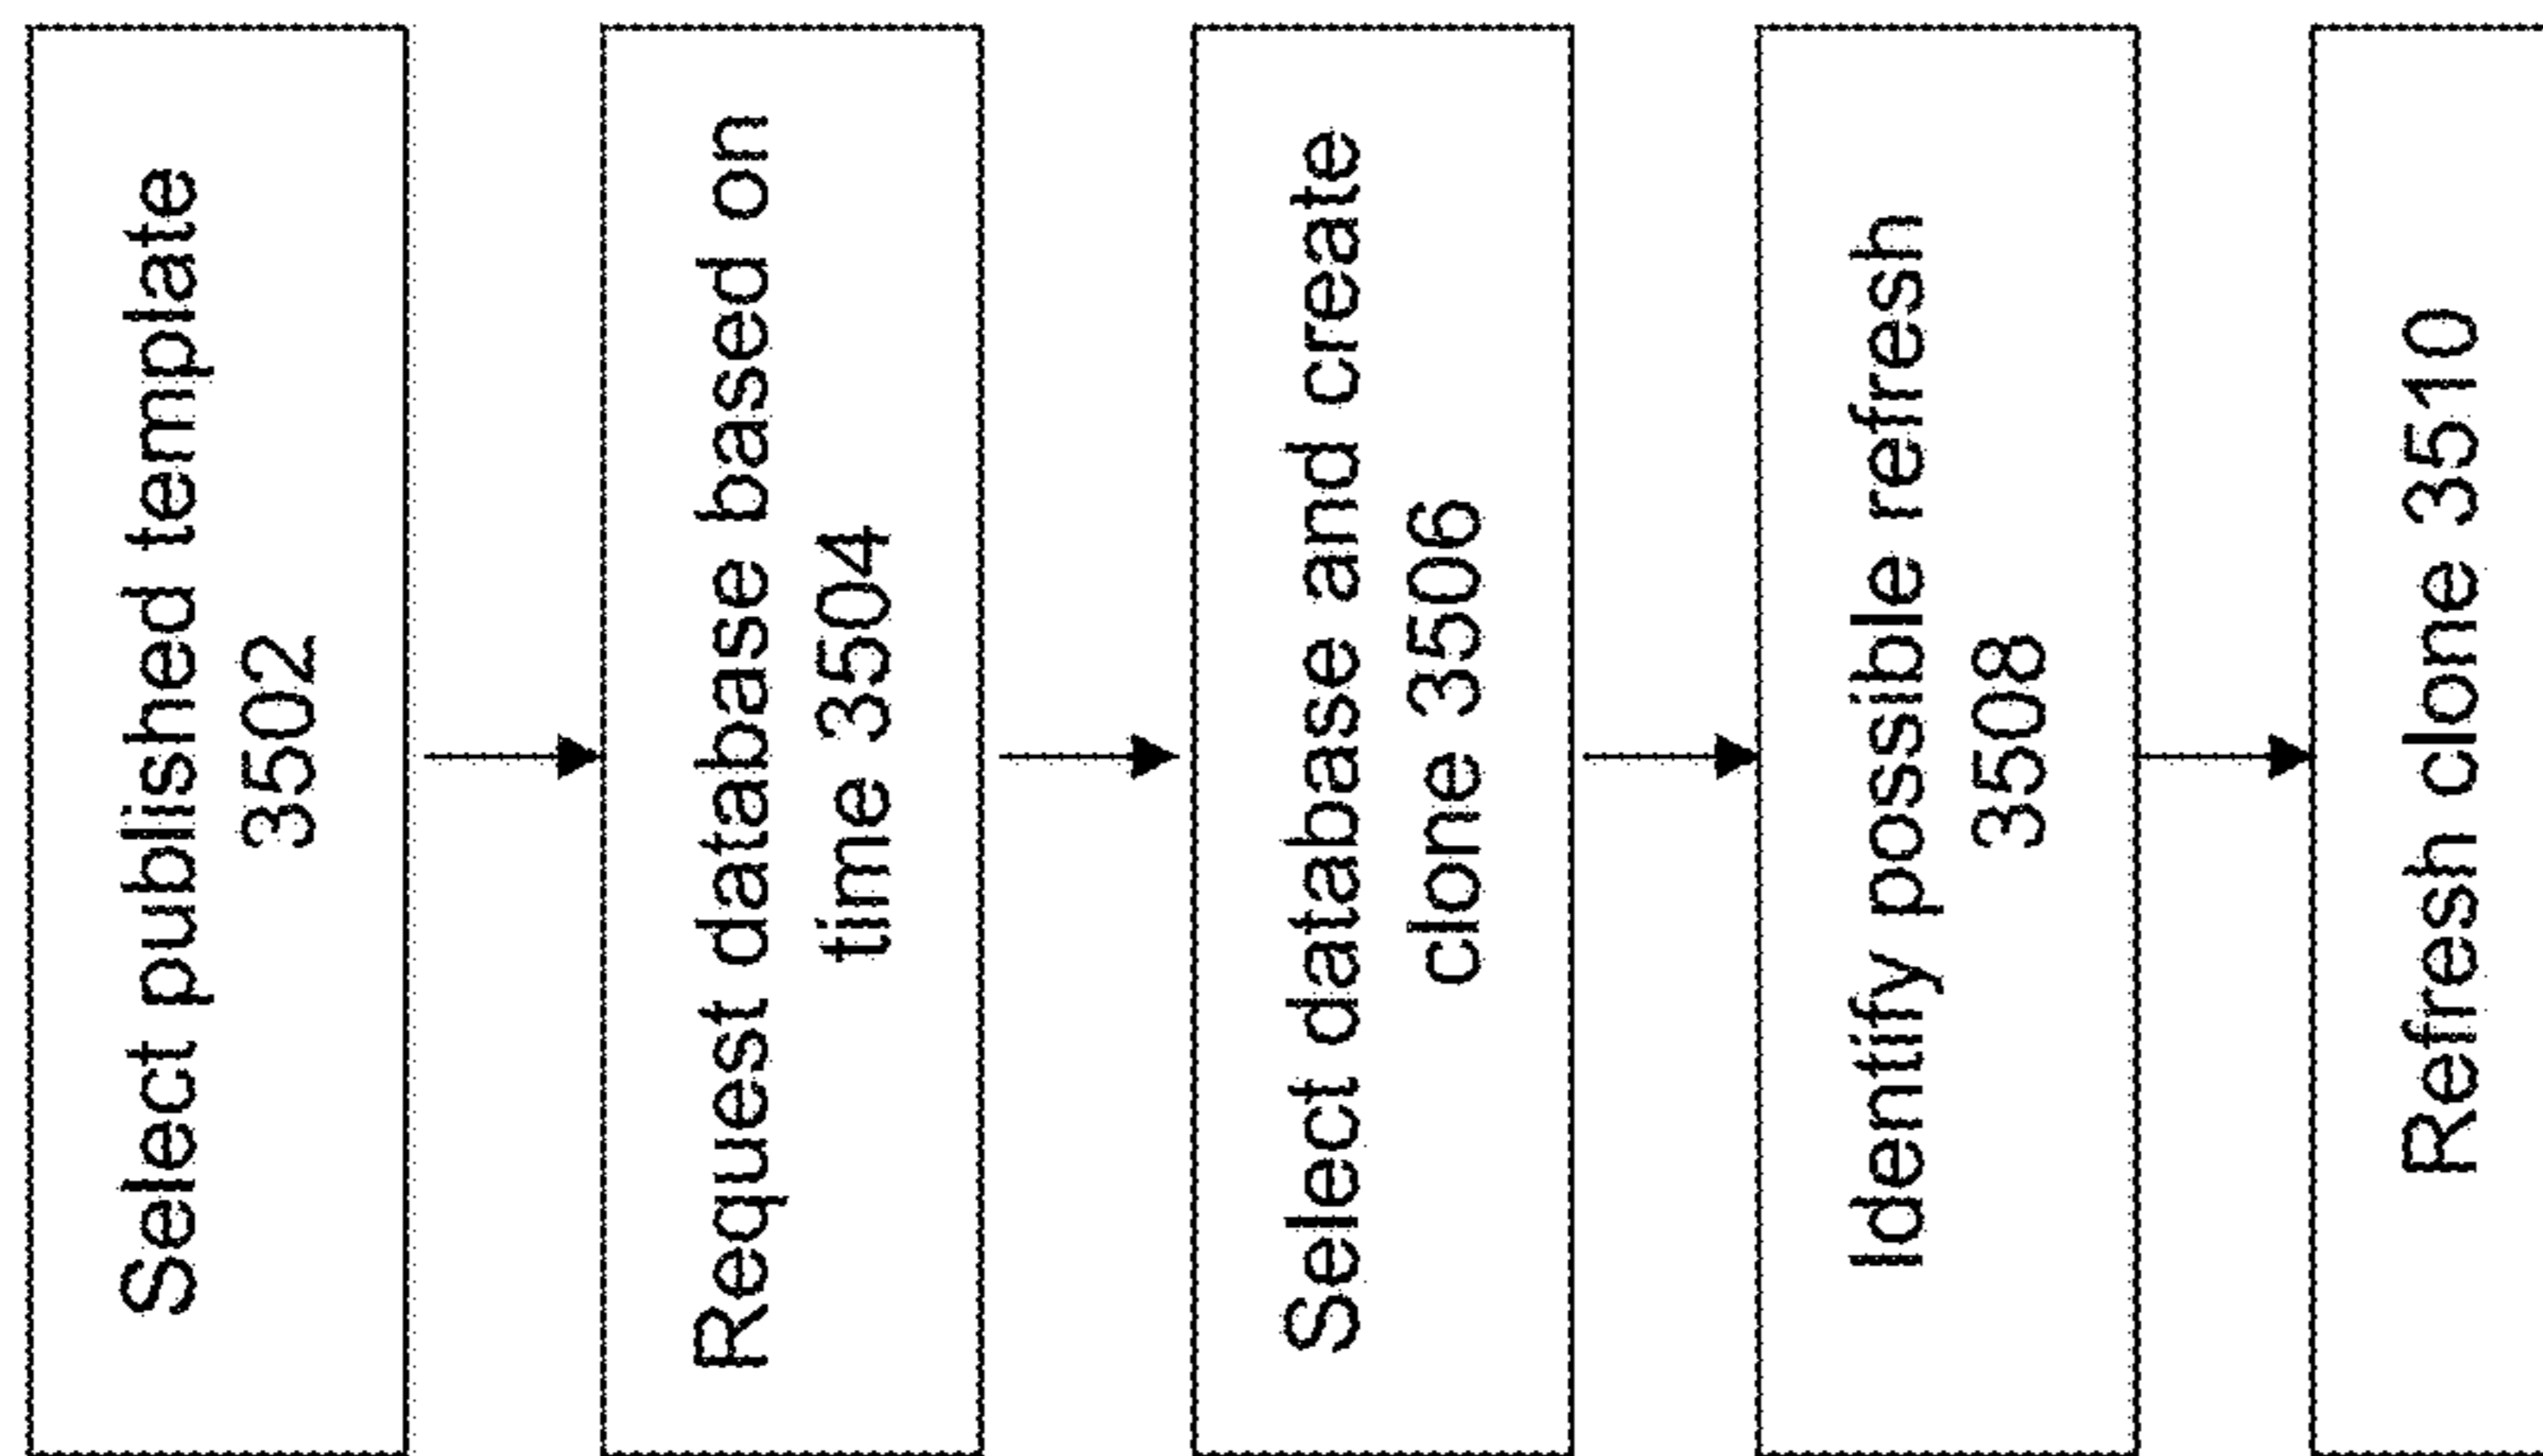 Select published template
3502
Request database based on
time 3504
Select database and create
clone 3506
Identify possible refresh
3508
Refresh clone 3510